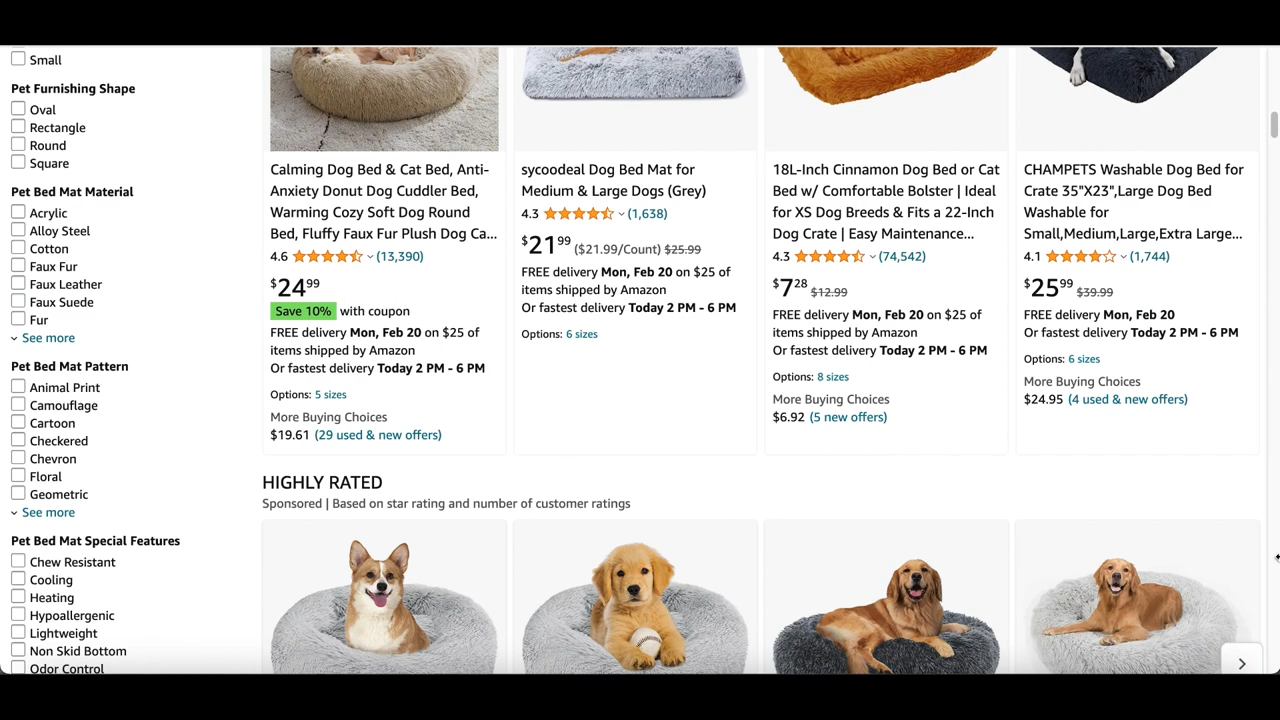 Small
Pet Furnishing Shape
Oval
Rectangle
Round
Square
Pet Bed Mat Material
Acrylic
Alloy Steel
Cotton
Faux Fur
Faux Leather
Faux Suede
Fur
See more
Pet Bed Mat Pattern
Animal Print
Camouflage
Cartoon
Checkered
Chevron
Floral
Geometric
See more
Pet Bed Mat Special Features
Chew Resistant
Cooling
Heating
Hypoallergenic
Lightweight
Non Skid Bottom
Odor Control
Calming Dog Bed & Cat Bed, Anti-
Anxiety Donut Dog Cuddler Bed,
Warming Cozy Soft Dog Round
Bed, Fluffy Faux Fur Plush Dog Ca...
4.6 (13,390)
$24.99
Save 10% with coupon
FREE delivery Mon, Feb 20 on $25 of
items shipped by Amazon
Or fastest delivery Today 2 PM - 6 PM
Options: 5 sizes
More Buying Choices
$19.61 (29 used & new offers)
sycoodeal Dog Bed Mat for
Medium & Large Dogs (Grey)
4.3 (1,638)
$21.99 ($21.99/Count) $25.99
FREE delivery Mon, Feb 20 on $25 of
items shipped by Amazon
Or fastest delivery Today 2 PM - 6 PM
Options: 6 sizes
18L-Inch Cinnamon Dog Bed or Cat
Bed w/ Comfortable Bolster | Ideal
for XS Dog Breeds & Fits a 22-Inch
Dog Crate | Easy Maintenance...
4.3 (74,542)
$7.28 $12.99
FREE delivery Mon, Feb 20 on $25 of
items shipped by Amazon
Or fastest delivery Today 2 PM - 6 PM
Options: 8 sizes
More Buying Choices
$6.92 (5 new offers)
CHAMPETS Washable Dog Bed for
Crate 35"X23",Large Dog Bed
Washable for
Small,Medium,Large,Extra Large...
4.1 (1,744)
$25.99 $39.99
FREE delivery Mon, Feb 20
Or fastest delivery Today 2 PM - 6 PM
Options: 6 sizes
More Buying Choices
$24.95 (4 used & new offers)
HIGHLY RATED
Sponsored | Based on star rating and number of customer ratings